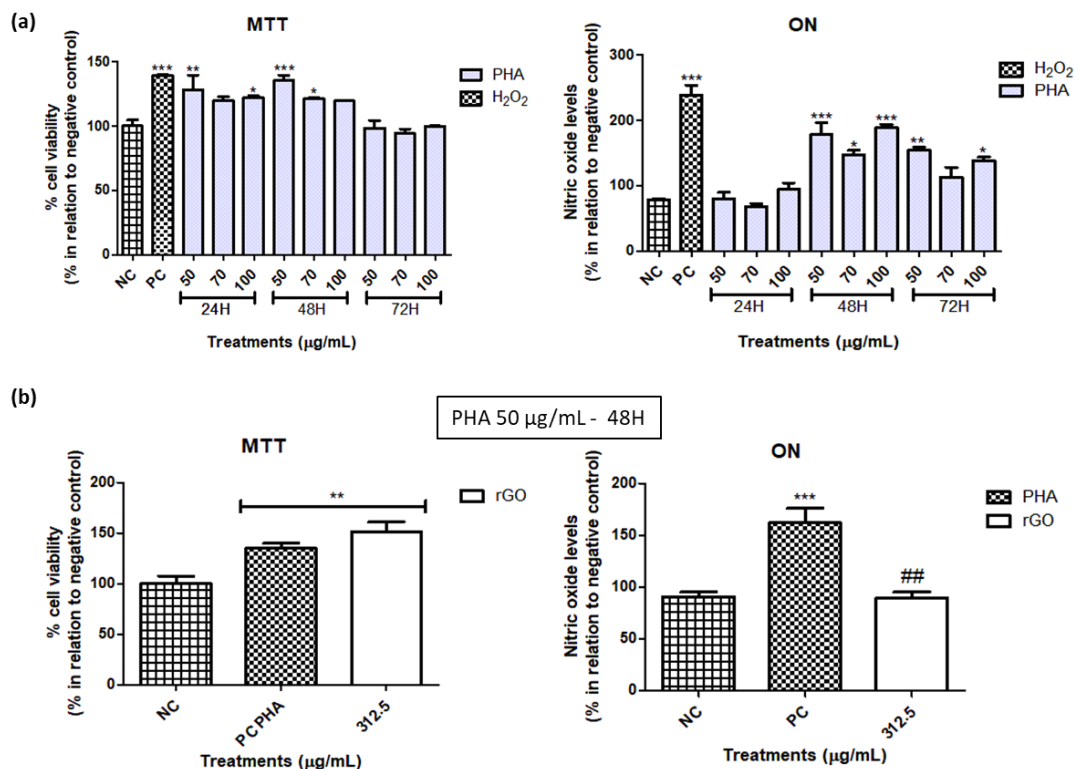 (a)
MTT
% cell viability
(% in relation to negative control)
150
100
50
0
***
**
*
***
*
NC
PC
50
70
100
50
70
100
50
70
100
24H
48H
72H
Treatments (µg/mL)
PHA
H₂O₂
ON
Nitric oxide levels
(% in relation to negative control)
300
200
100
0
***
***
*
***
**
*
NC
PC
50
70
100
50
70
100
50
70
100
24H
48H
72H
Treatments (µg/mL)
H₂O₂
PHA
(b)
PHA 50 µg/mL - 48H
MTT
% cell viability
(% in relation to negative control)
200
150
100
50
0
**
NC
PC PHA
312.5
Treatments (µg/mL)
rGO
ON
Nitric oxide levels
(% in relation to negative control)
200
150
100
50
0
***
##
NC
PC
312.5
Treatments (µg/mL)
PHA
rGO